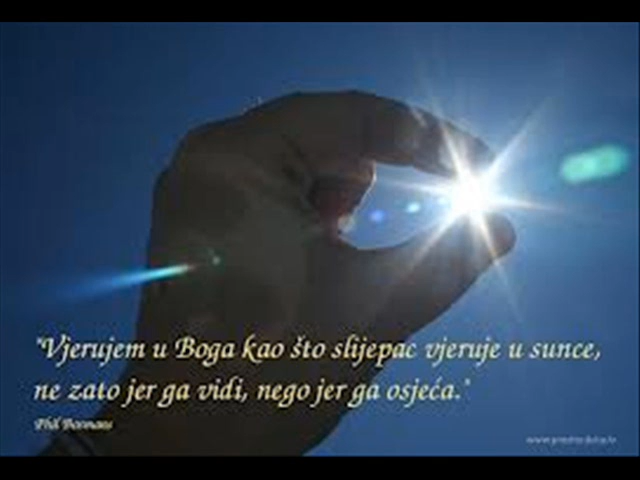 "Vjerujem u Boga kao što slijepac vjeruje u sunce,
ne zato jer ga vidi, nego jer ga osjeća."
Phil Bosmans